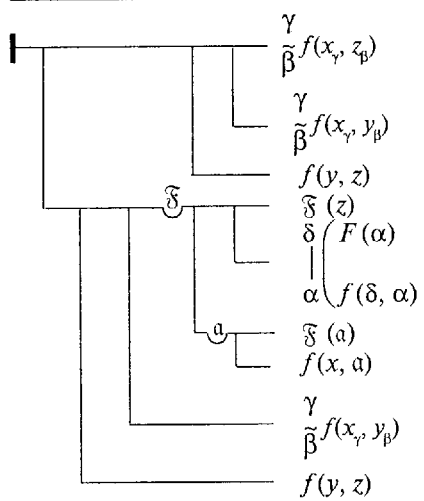 γ
β̃ f(x_γ, z_β)
γ
β̃ f(x_γ, y_β)
f(y, z)
𝔉
𝔉(z)
δ ( F(α)
|
α ( f(δ, α)
𝔞
𝔉(𝔞)
f(x, 𝔞)
γ
β̃ f(x_γ, y_β)
f(y, z)